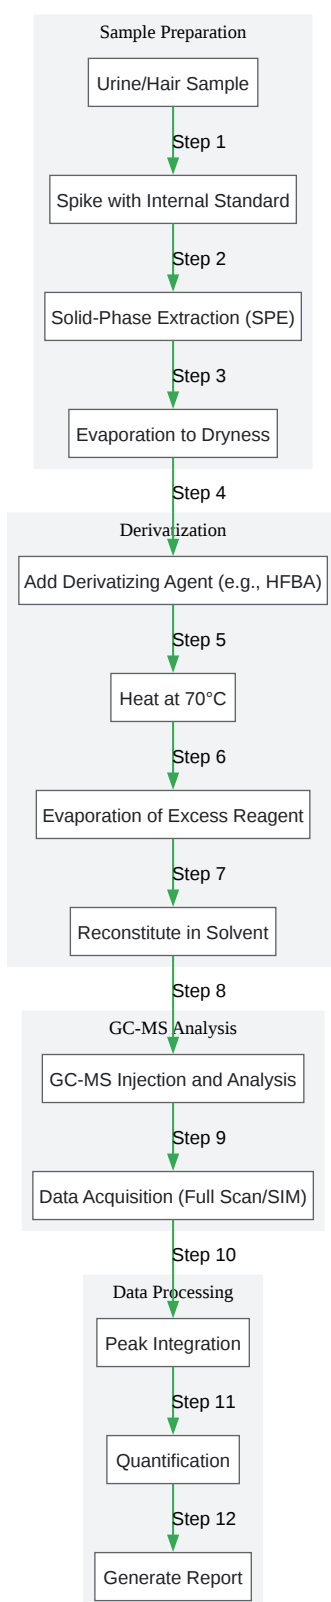 Sample Preparation
Urine/Hair Sample
Step 1
Spike with Internal Standard
Step 2
Solid-Phase Extraction (SPE)
Step 3
Evaporation to Dryness
Step 4
Derivatization
Add Derivatizing Agent (e.g., HFBA)
Step 5
Heat at 70°C
Step 6
Evaporation of Excess Reagent
Step 7
Reconstitute in Solvent
Step 8
GC-MS Analysis
GC-MS Injection and Analysis
Step 9
Data Acquisition (Full Scan/SIM)
Step 10
Data Processing
Peak Integration
Step 11
Quantification
Step 12
Generate Report